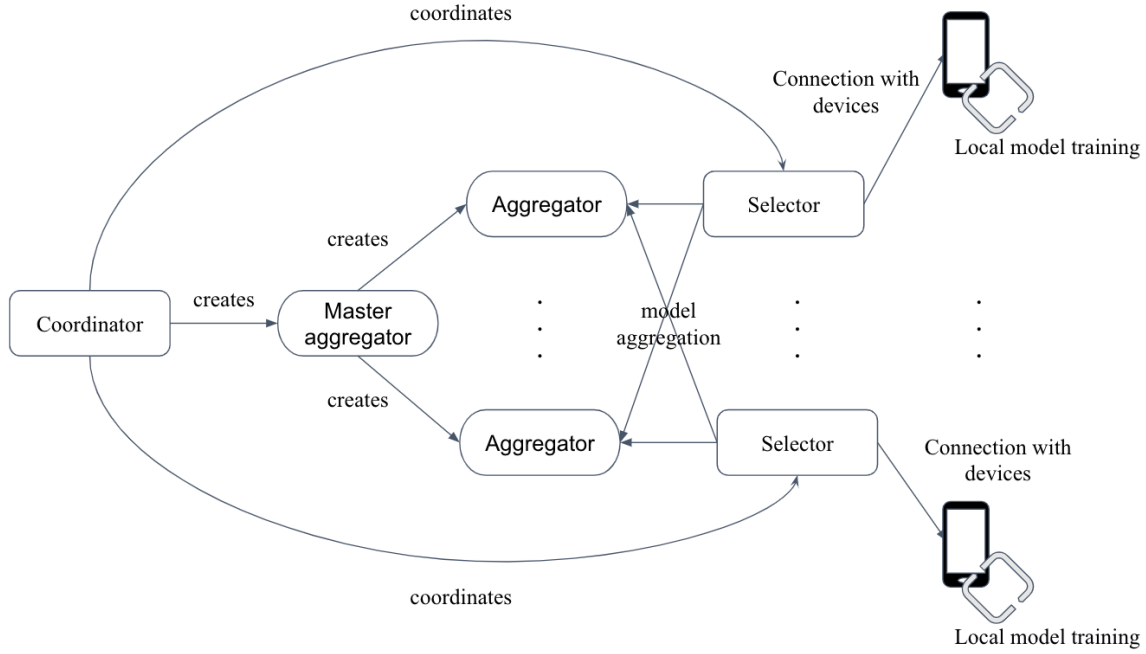 coordinates
Connection with
devices
Local model training
Aggregator
Selector
creates
creates
Coordinator
Master
aggregator
model
aggregation
creates
Aggregator
Selector
Connection with
devices
coordinates
Local model training